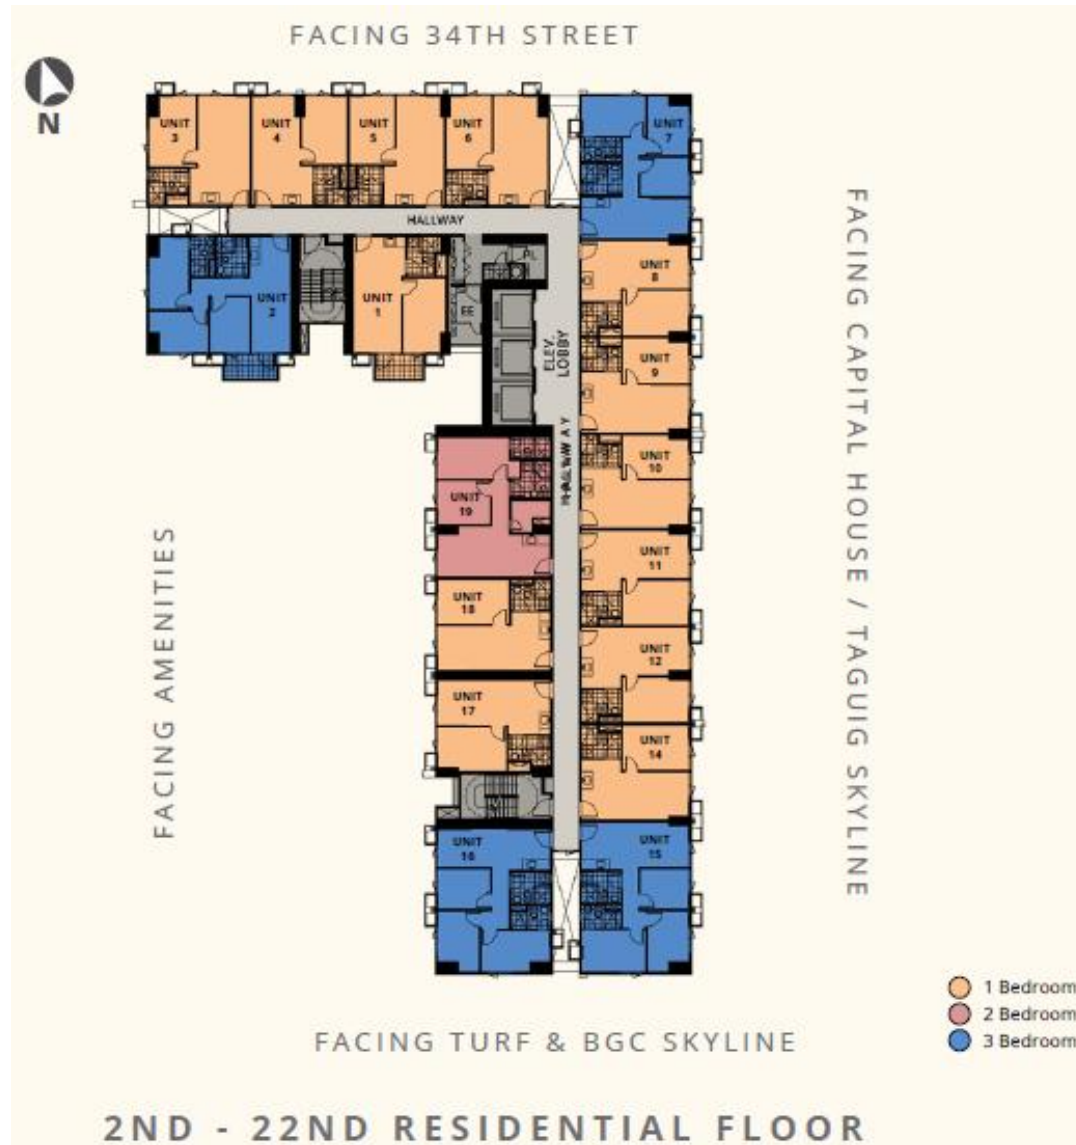 FACING 34TH STREET
N
UNIT
3
UNIT
4
UNIT
5
UNIT
6
UNIT
7
HALLWAY
UNIT
2
UNIT
1
EE
PL
ELEV.
LOBBY
HALLWAY
UNIT
8
UNIT
9
UNIT
10
UNIT
11
UNIT
12
UNIT
14
UNIT
15
UNIT
19
UNIT
18
UNIT
17
UNIT
16
FACING AMENITIES
FACING CAPITAL HOUSE / TAGUIG SKYLINE
1 Bedroom
2 Bedroom
3 Bedroom
FACING TURF & BGC SKYLINE
2ND - 22ND RESIDENTIAL FLOOR